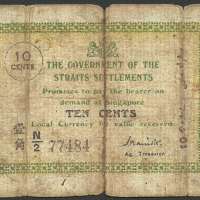 10
CENTS
THE GOVERNMENT OF THE
STRAITS SETTLEMENTS
Promises to pay the bearer on
demand at Singapore
TEN CENTS
Local Currency for value received.
N/2 77484
Ag. Treasurer